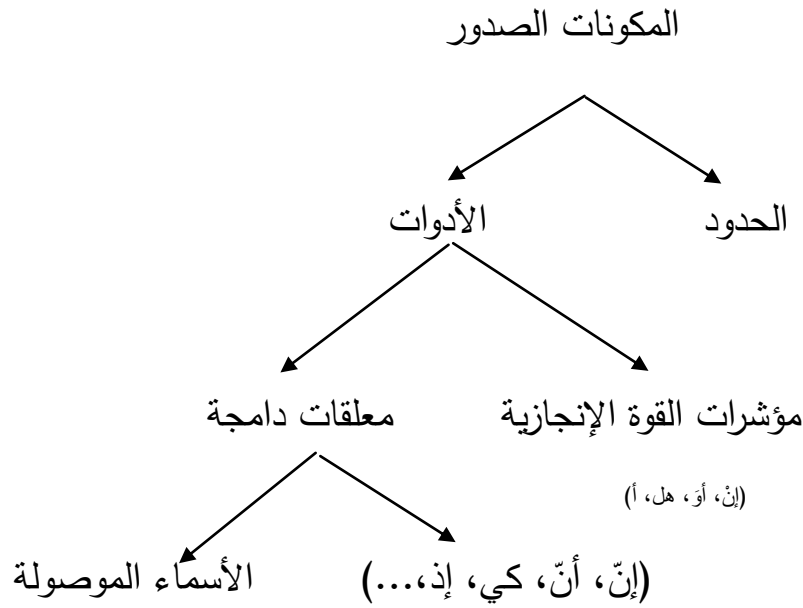 المكونات الصدور
الحدود
الأدوات
مؤشرات القوة الإنجازية
معلقات دامجة
(إنْ، أوَ، هل، أ)
(إنّ، أنّ، كي، إذ،...)
الأسماء الموصولة